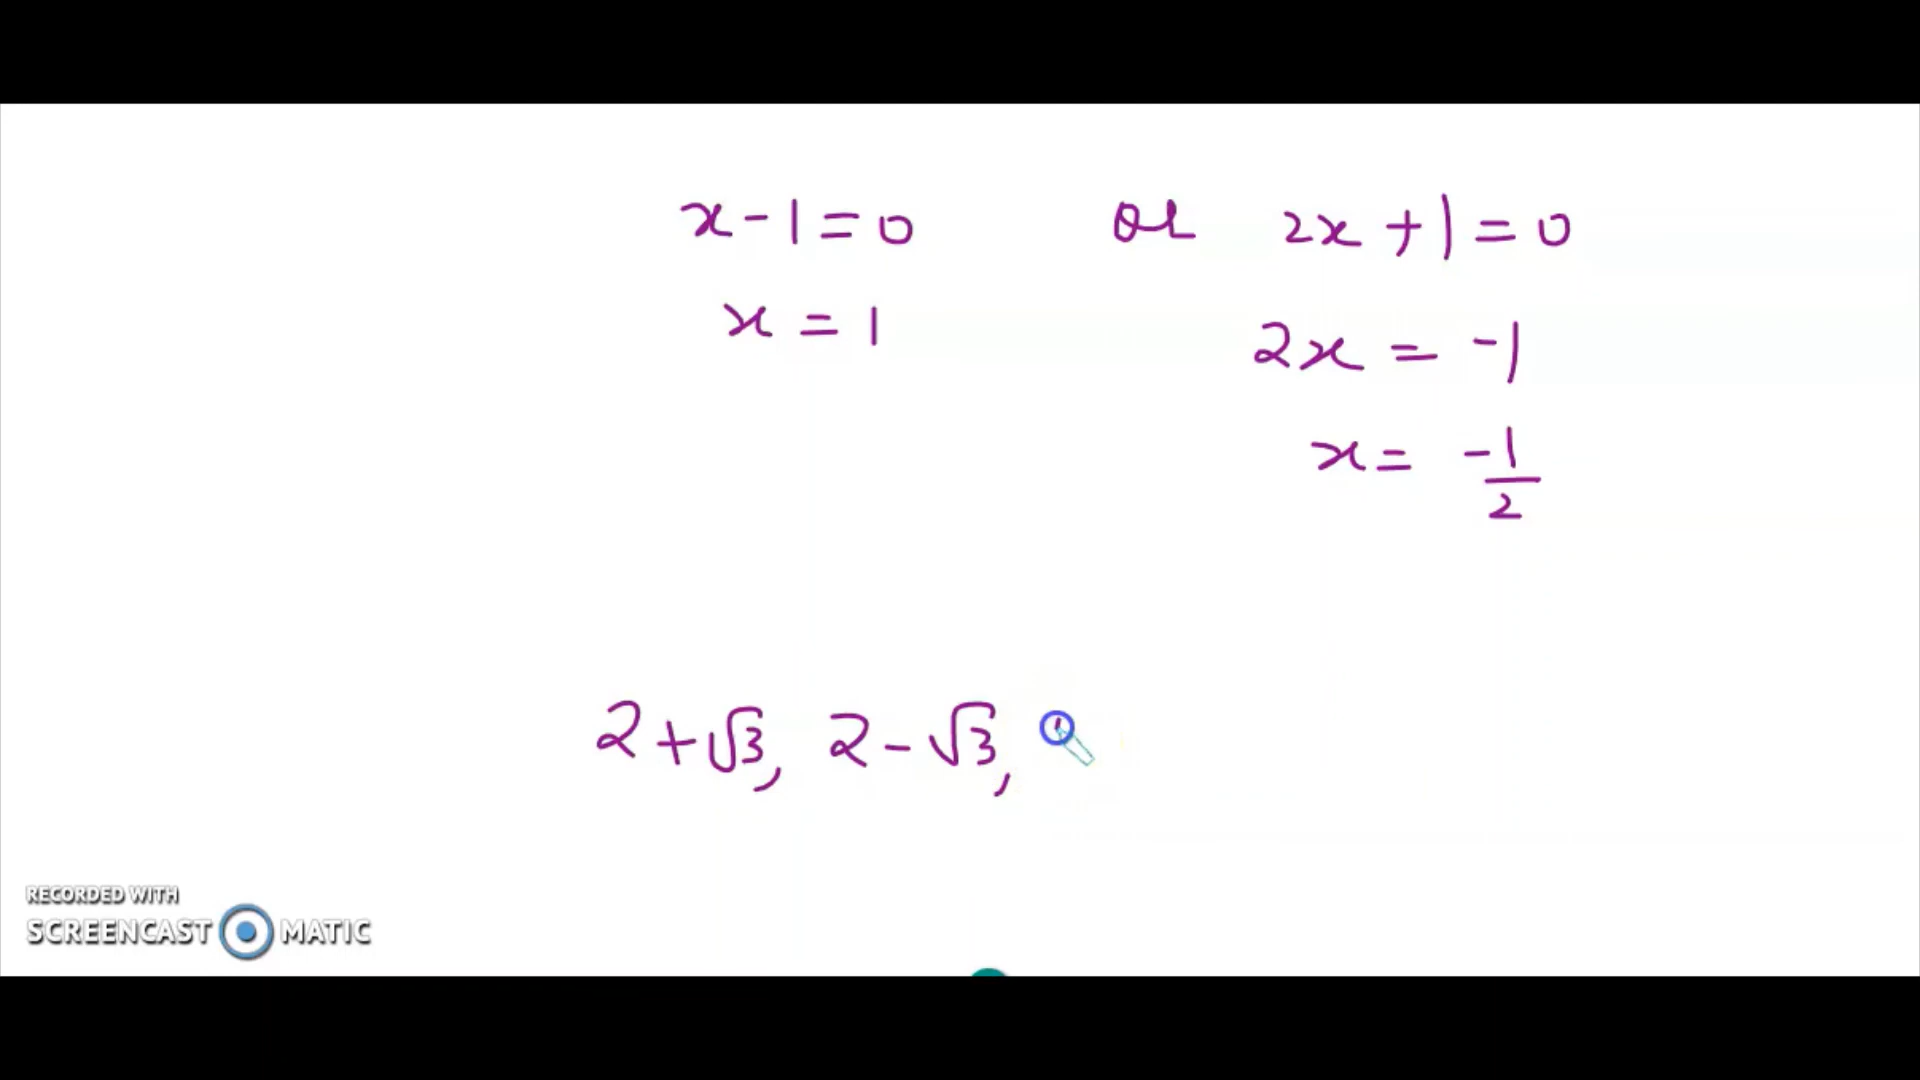 x - 1 = 0 or 2x + 1 = 0
x = 1 2x = -1
x = -1/2
2 + √3, 2 - √3,
RECORDED WITH
SCREENCAST MATIC